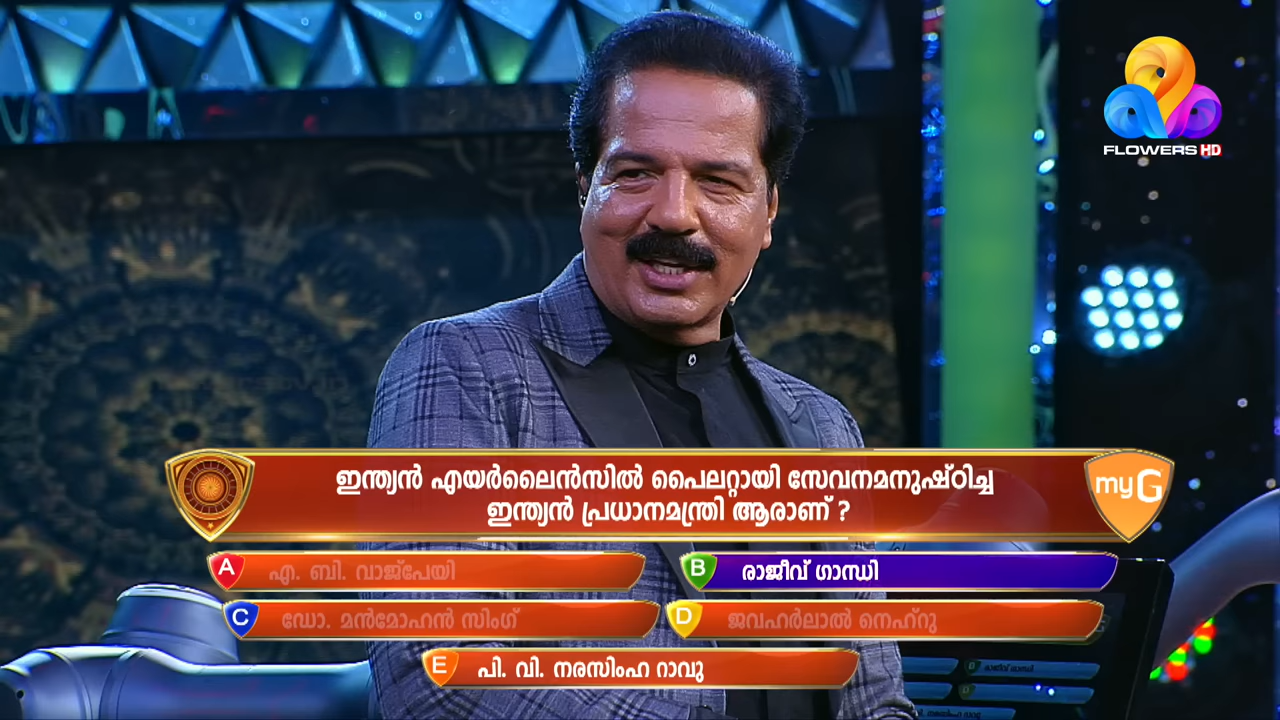 FLOWERS HD
ഇന്ത്യൻ എയർലൈൻസിൽ പൈലറ്റായി സേവനമനുഷ്ഠിച്ച
ഇന്ത്യൻ പ്രധാനമന്ത്രി ആരാണ് ?
myG
A എ. ബി. വാജ്പേയി
B രാജീവ് ഗാന്ധി
C ഡോ. മൻമോഹൻ സിംഗ്
D ജവഹർലാൽ നെഹ്റു
E പി. വി. നരസിംഹ റാവു